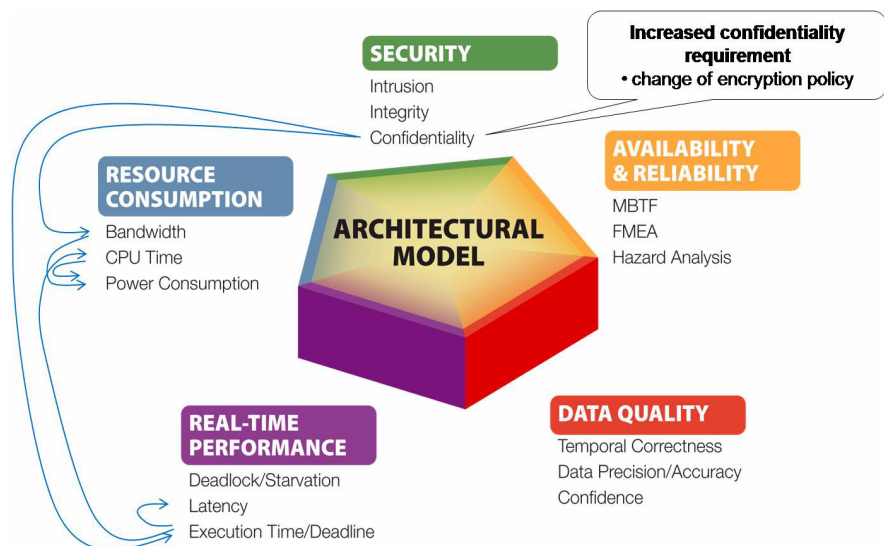 Increased confidentiality
requirement
• change of encryption policy
SECURITY
Intrusion
Integrity
Confidentiality
RESOURCE
CONSUMPTION
Bandwidth
CPU Time
Power Consumption
AVAILABILITY
& RELIABILITY
MBTF
FMEA
Hazard Analysis
ARCHITECTURAL
MODEL
REAL-TIME
PERFORMANCE
Deadlock/Starvation
Latency
Execution Time/Deadline
DATA QUALITY
Temporal Correctness
Data Precision/Accuracy
Confidence